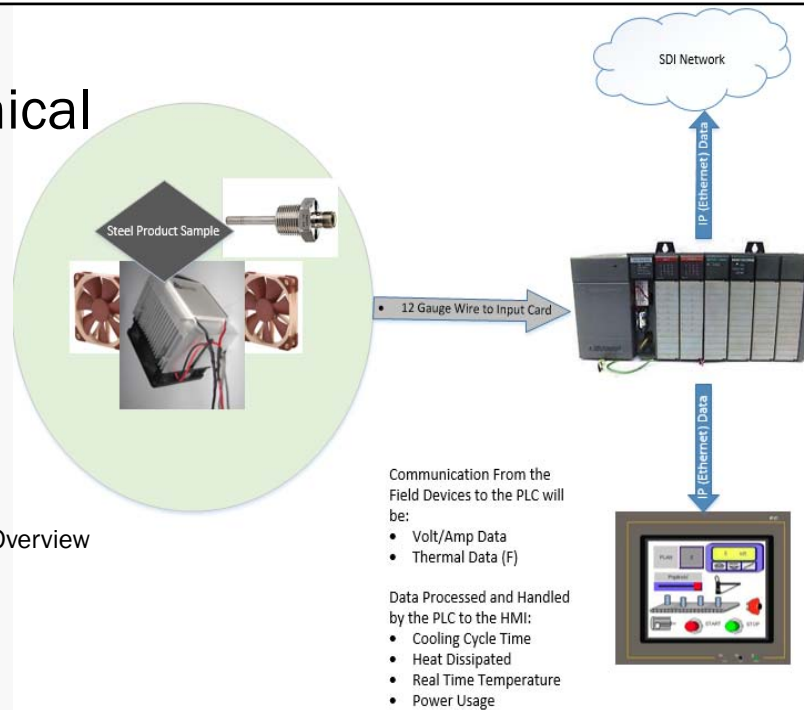 nical
SDI Network
IP (Ethernet) Data
Steel Product Sample
• 12 Gauge Wire to Input Card
IP (Ethernet) Data
Overview
Communication From the
Field Devices to the PLC will
be:
• Volt/Amp Data
• Thermal Data (F)
Data Processed and Handled
by the PLC to the HMI:
• Cooling Cycle Time
• Heat Dissipated
• Real Time Temperature
• Power Usage
START
STOP